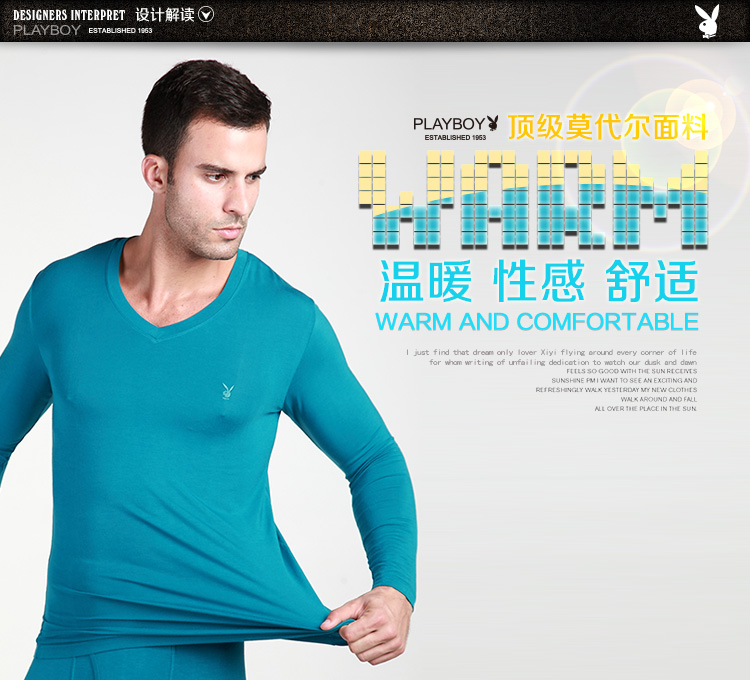 DESIGNERS INTERPRET 设计解读
PLAYBOY ESTABLISHED 1953
PLAYBOY 顶级莫代尔面料
ESTABLISHED 1953
WARM
温暖 性感 舒适
WARM AND COMFORTABLE
I just find that dream only lover Xiyi flying around every corner of life
for whom writing of unfailing dedication to watch our dusk and dawn
FEELS SO GOOD WITH THE SUN RECEIVES
SUNSHINE PM I WANT TO SEE AN EXCITING AND
REFRESHINGLY WALK YESTERDAY MY NEW CLOTHES
WALK AROUND AND FALL
ALL OVER THE PLACE IN THE SUN.